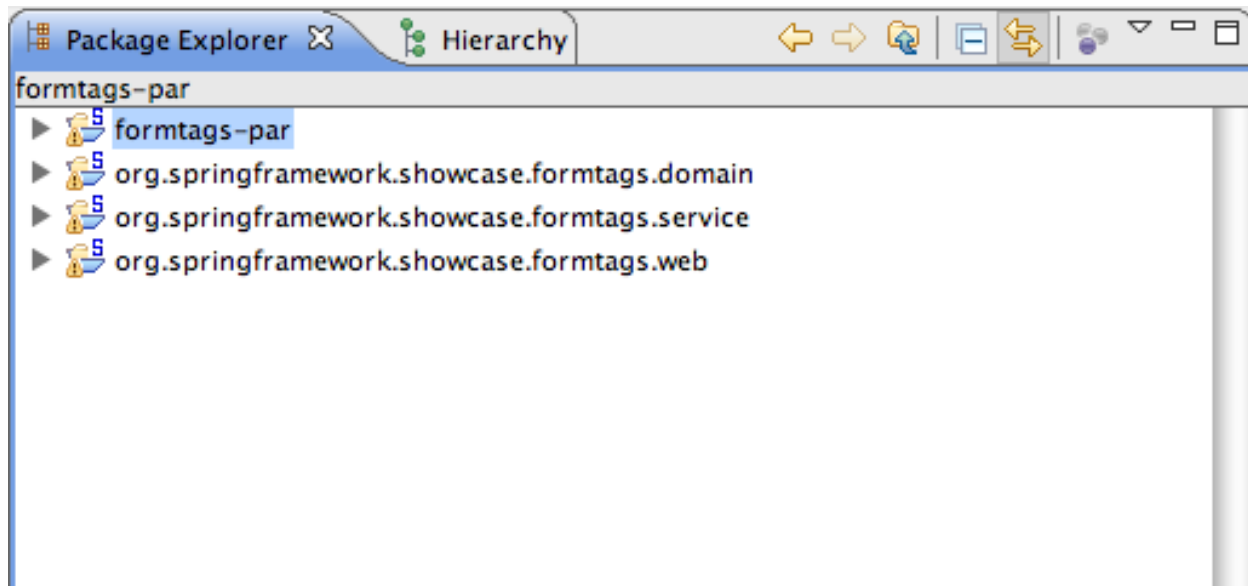 Package Explorer Hierarchy
formtags-par
formtags-par
org.springframework.showcase.formtags.domain
org.springframework.showcase.formtags.service
org.springframework.showcase.formtags.web